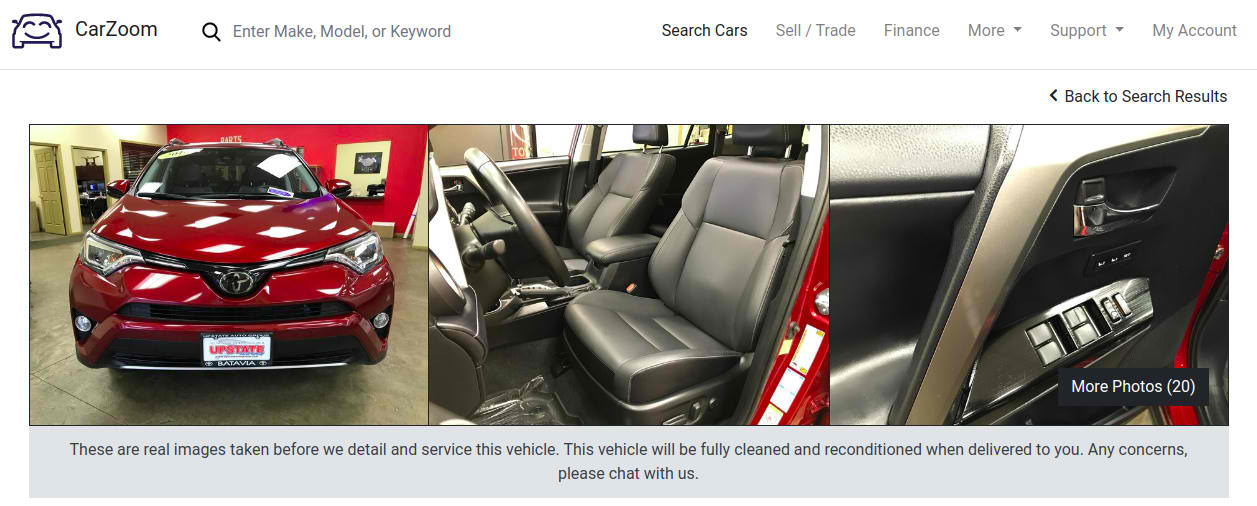 CarZoom
Enter Make, Model, or Keyword
Search Cars
Sell / Trade
Finance
More
Support
My Account
Back to Search Results
PARTS
UPSTATE
BATAVIA
More Photos (20)
These are real images taken before we detail and service this vehicle. This vehicle will be fully cleaned and reconditioned when delivered to you. Any concerns,
please chat with us.